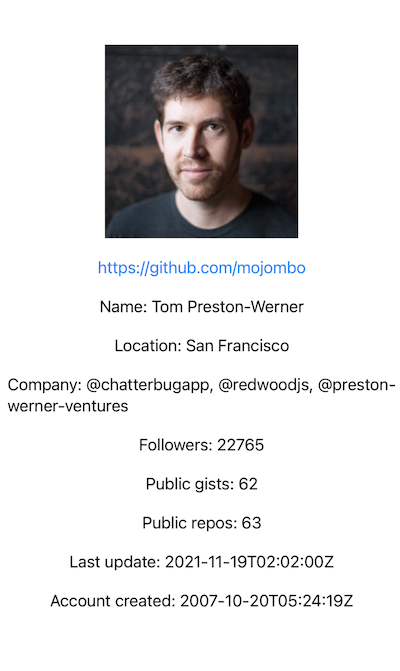 https://github.com/mojombo
Name: Tom Preston-Werner
Location: San Francisco
Company: @chatterbugapp, @redwoodjs, @preston-
werner-ventures
Followers: 22765
Public gists: 62
Public repos: 63
Last update: 2021-11-19T02:02:00Z
Account created: 2007-10-20T05:24:19Z